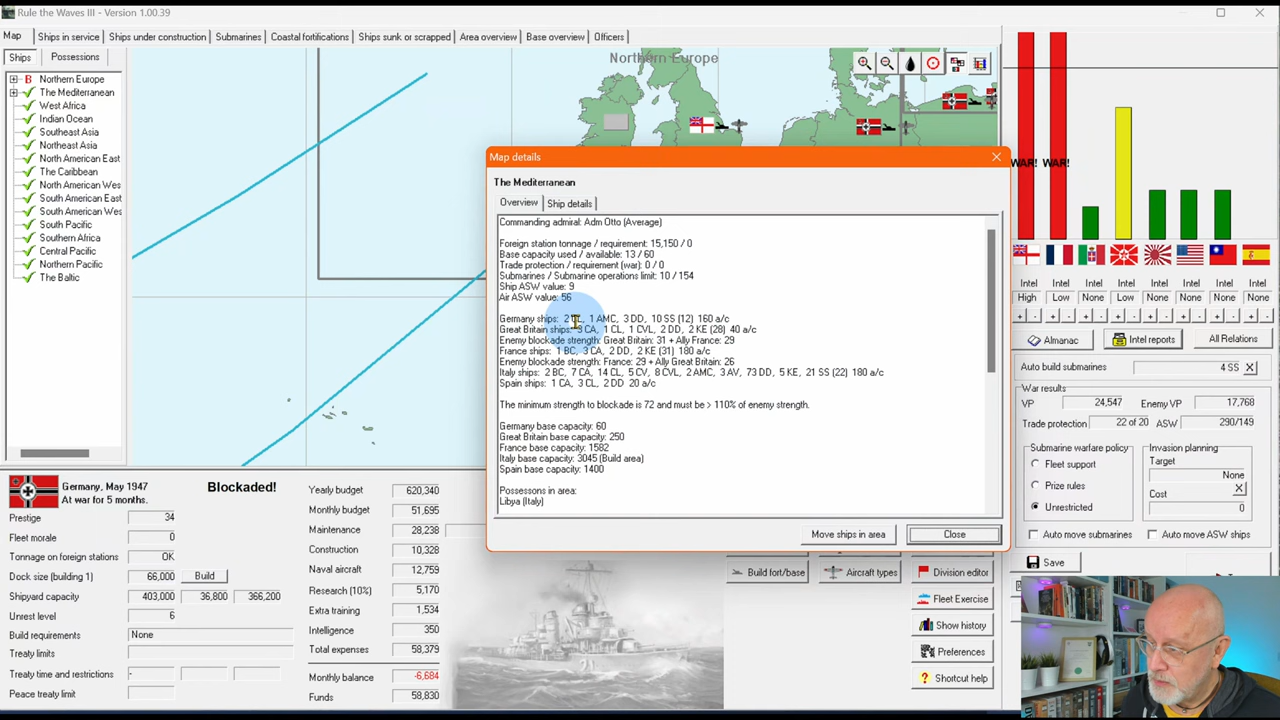 Rule the Waves III - Version 1.00.39
Map
Ships in service
Ships under construction
Submarines
Coastal fortifications
Ships sunk or scrapped
Area overview
Base overview
Officers
Ships
Possessions
Northern Europe
The Mediterranean
West Africa
Indian Ocean
Southeast Asia
Northeast Asia
North American East
The Caribbean
North American Wes
South American East
South American Wes
South Pacific
Southern Africa
Central Pacific
Northern Pacific
The Baltic
Northern Europe
Map details
The Mediterranean
Overview
Ship details
Commanding admiral: Adm Otto (Average)
Foreign station tonnage / requirement: 15,150 / 0
Base capacity used / available: 13 / 60
Trade protection / requirement (war): 0 / 0
Submarines / Submarine operations limit: 10 / 154
Ship ASW value: 9
Air ASW value: 56
Germany ships: 2 CL, 1 AMC, 3 DD, 10 SS (12) 160 a/c
Great Britain ships: 3 CA, 1 CL, 1 CVL, 2 DD, 2 KE (28) 40 a/c
Enemy blockade strength: Great Britain: 31 + Ally France: 29
France ships: 1 BC, 3 CA, 2 DD, 2 KE (31) 180 a/c
Enemy blockade strength: France: 29 + Ally Great Britain: 26
Italy ships: 2 BC, 7 CA, 14 CL, 5 CV, 8 CVL, 2 AMC, 3 AV, 73 DD, 5 KE, 21 SS (22) 180 a/c
Spain ships: 1 CA, 3 CL, 2 DD 20 a/c
The minimum strength to blockade is 72 and must be > 110% of enemy strength.
Germany base capacity: 60
Great Britain base capacity: 250
France base capacity: 1582
Italy base capacity: 3045 (Build area)
Spain base capacity: 1400
Possessons in area:
Libya (Italy)
Move ships in area
Close
WAR!
WAR!
Intel
Intel
Intel
Intel
Intel
Intel
Intel
Intel
High
Low
None
Low
None
None
None
None
Almanac
Intel reports
All Relations
Auto build submarines
4 SS
War results
VP
24,547
Enemy VP
17,768
Trade protection
22 of 20
ASW
290/149
Submarine warfare policy
Fleet support
Prize rules
Unrestricted
Invasion planning
Target
None
Cost
0
Auto move submarines
Auto move ASW ships
Save
Germany, May 1947
At war for 5 months.
Blockaded!
Prestige
34
Fleet morale
0
Tonnage on foreign stations
OK
Dock size (building 1)
66,000
Build
Shipyard capacity
403,000
36,800
366,200
Unrest level
6
Build requirements
None
Treaty limits
Treaty time and restrictions
-
Peace treaty limit
Yearly budget
620,340
Monthly budget
51,695
Maintenance
28,238
Construction
10,328
Naval aircraft
12,759
Research (10%)
5,170
Extra training
1,534
Intelligence
350
Total expenses
58,379
Monthly balance
-6,684
Funds
58,830
Build fort/base
Aircraft types
Division editor
Fleet Exercise
Show history
Preferences
Shortcut help